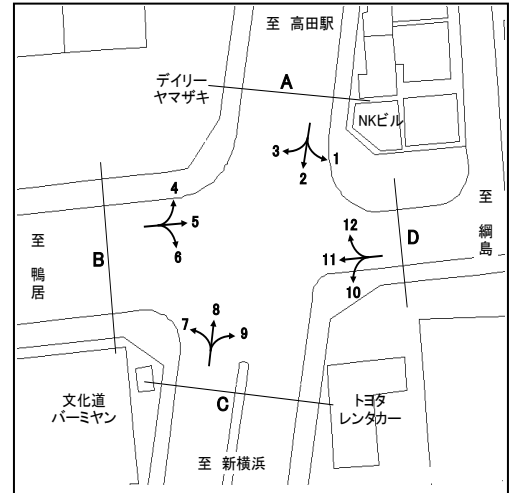 至 高田駅
デイリー
ヤマザキ
A
NKビル
3
1
2
4
5
6
至
鴨
居
B
12
11
10
D
至
綱
島
7
8
9
文化道
バーミヤン
C
トヨタ
レンタカー
至 新横浜